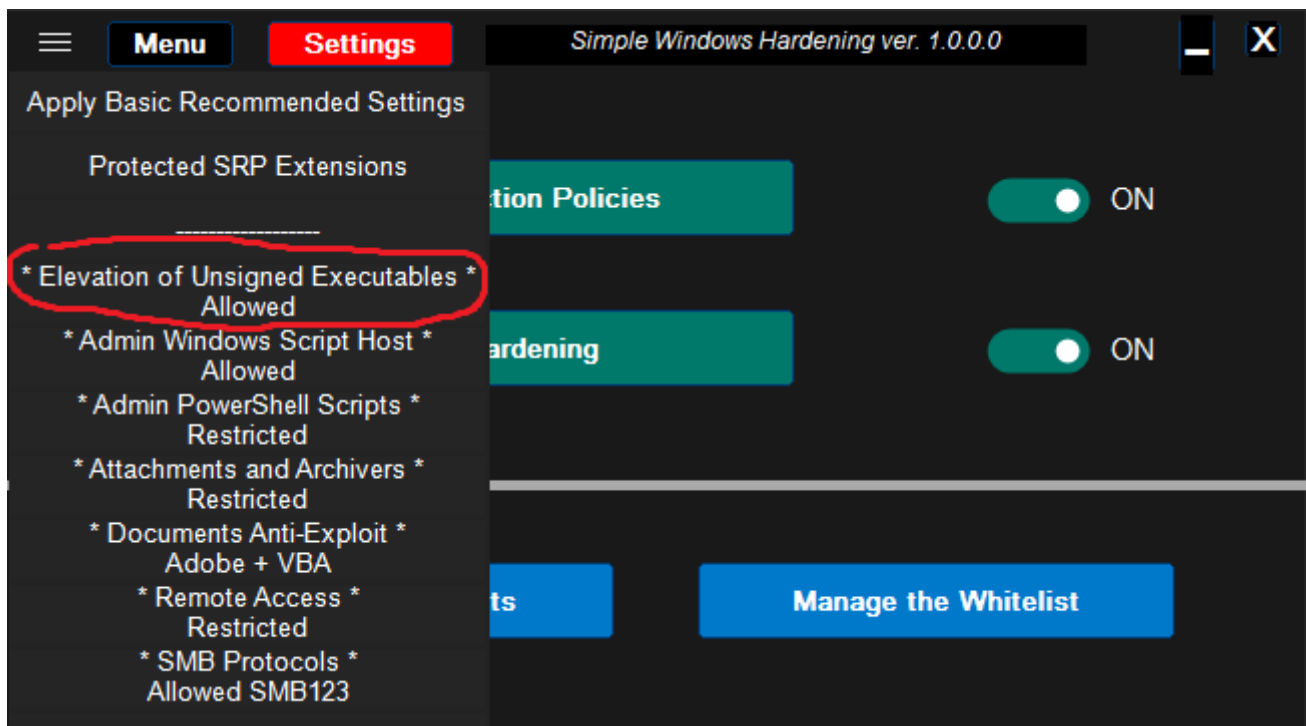 Menu
Settings
Simple Windows Hardening ver. 1.0.0.0
X
Apply Basic Recommended Settings
Protected SRP Extensions
------------------
* Elevation of Unsigned Executables *
Allowed
* Admin Windows Script Host *
Allowed
* Admin PowerShell Scripts *
Restricted
* Attachments and Archivers *
Restricted
* Documents Anti-Exploit *
Adobe + VBA
* Remote Access *
Restricted
* SMB Protocols *
Allowed SMB123
tion Policies
ON
ardening
ON
ts
Manage the Whitelist